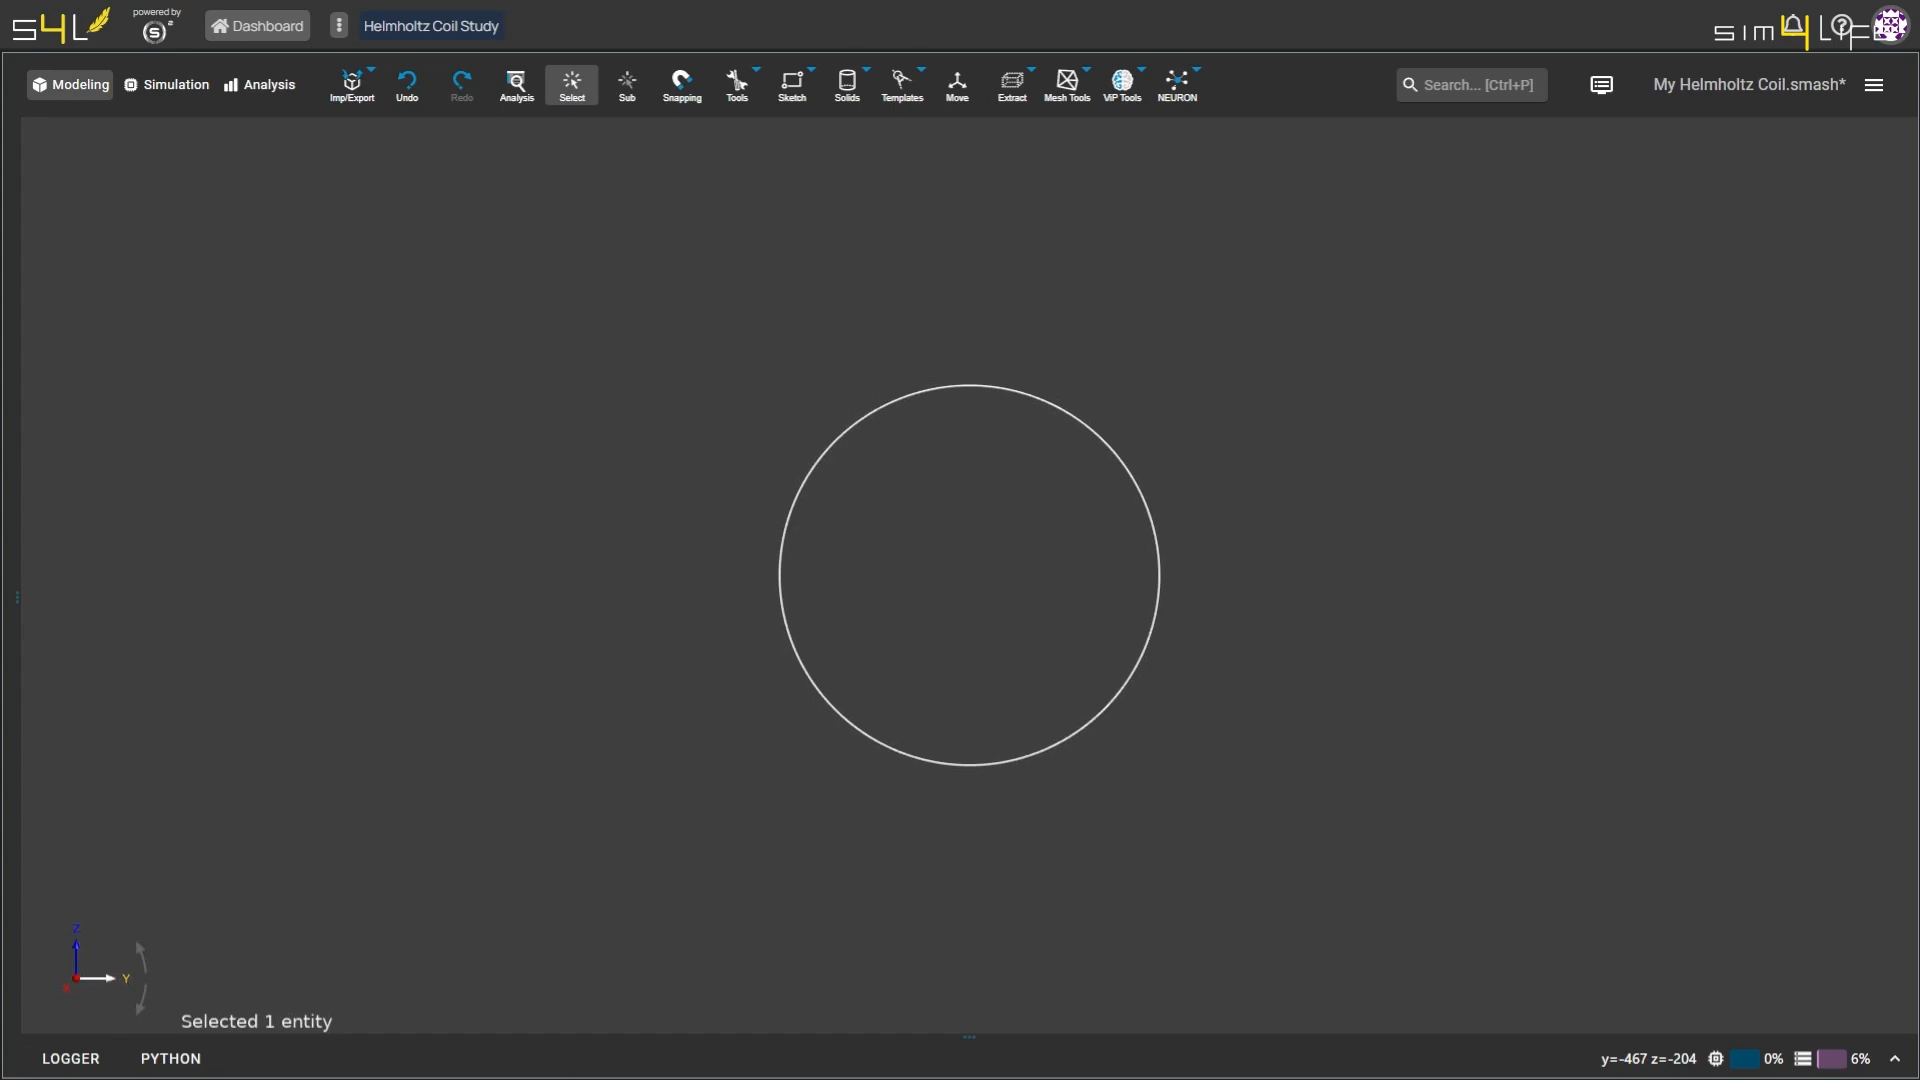 S4L
powered by
Dashboard
Helmholtz Coil Study
sim4LiFE
Modeling
Simulation
Analysis
Imp/Export
Undo
Redo
Analysis
Select
Sub
Snapping
Tools
Sketch
Solids
Templates
Move
Extract
Mesh Tools
ViP Tools
NEURON
Search... [Ctrl+P]
My Helmholtz Coil.smash*
Z
Y
X
Selected 1 entity
LOGGER
PYTHON
y=-467 z=-204
0%
6%